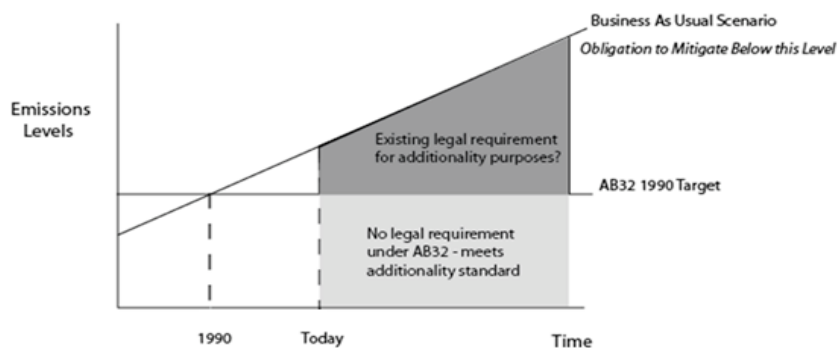 Business As Usual Scenario
Obligation to Mitigate Below this Level
Emissions
Levels
Existing legal requirement
for additionality purposes?
AB32 1990 Target
No legal requirement
under AB32 - meets
additionality standard
1990
Today
Time